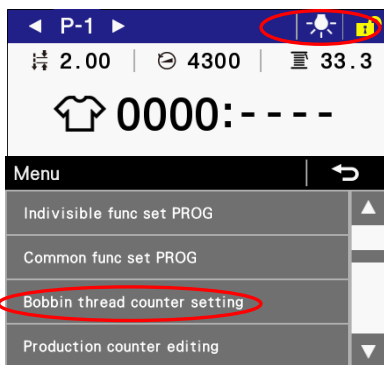 ◀ P-1 ▶
2.00 | 4300 | 33.3
0000:----
Menu
Indivisible func set PROG
Common func set PROG
Bobbin thread counter setting
Production counter editing